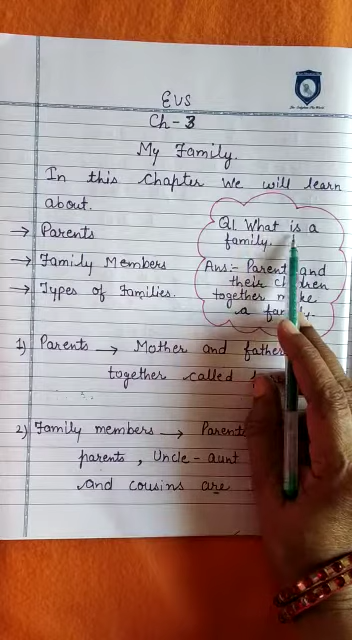 EVS
Ch-3
My Family.
In this chapter we will learn
about.
→ Parents
→ Family Members
→ Types of Families.
Q1. What is a
family.
Ans:- Parent and
their children
together make
a
1) Parents → Mother and father
together called
2) Family members →
parents, Uncle-aunt
and cousins are